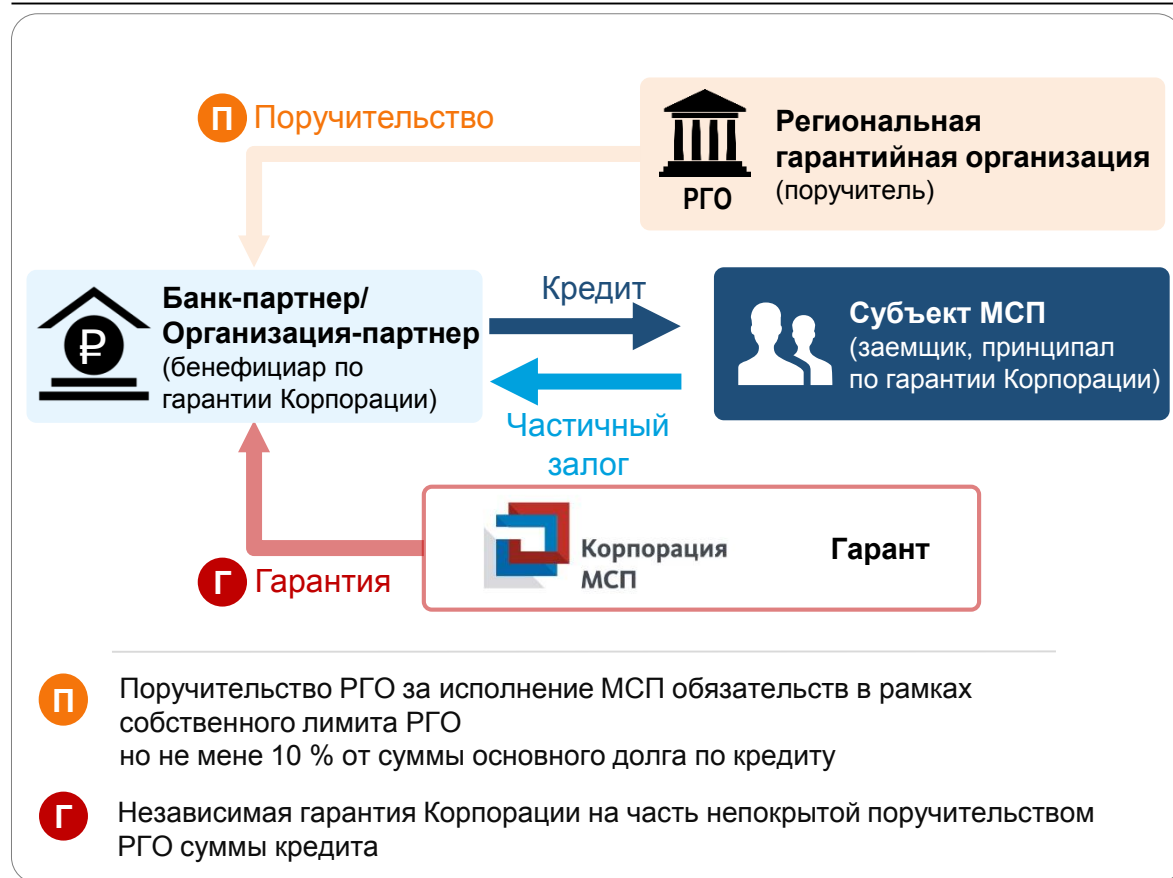 П Поручительство
Региональная
гарантийная организация
(поручитель)
РГО
Банк-партнер/
Организация-партнер
(бенефициар по
гарантии Корпорации)
₽
Кредит
Субъект МСП
(заемщик, принципал
по гарантии Корпорации)
Частичный
залог
Корпорация
МСП
Гарант
Г Гарантия
П
Поручительство РГО за исполнение МСП обязательств в рамках
собственного лимита РГО
но не мене 10 % от суммы основного долга по кредиту
Г
Независимая гарантия Корпорации на часть непокрытой поручительством
РГО суммы кредита